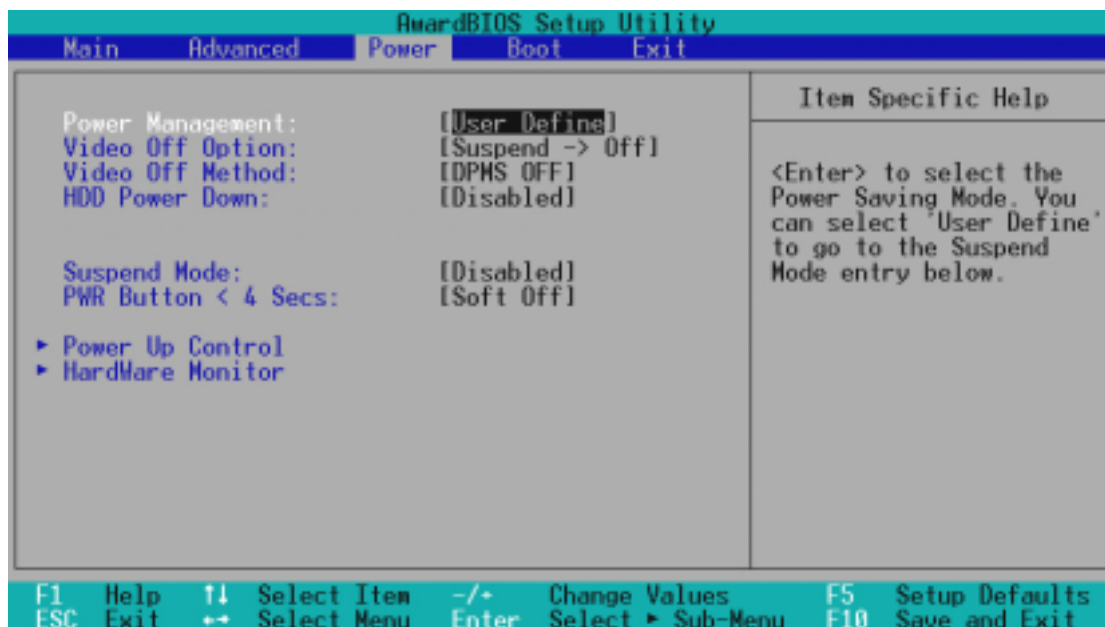 AwardBIOS Setup Utility
Main Advanced Power Boot Exit
Power Management: [User Define]
Video Off Option: [Suspend -> Off]
Video Off Method: [DPMS OFF]
HDD Power Down: [Disabled]
Suspend Mode: [Disabled]
PWR Button < 4 Secs: [Soft Off]
▸ Power Up Control
▸ HardWare Monitor
Item Specific Help
<Enter> to select the
Power Saving Mode. You
can select 'User Define'
to go to the Suspend
Mode entry below.
F1 Help ↑↓ Select Item -/+ Change Values F5 Setup Defaults
ESC Exit ←→ Select Menu Enter Select ▸ Sub-Menu F10 Save and Exit